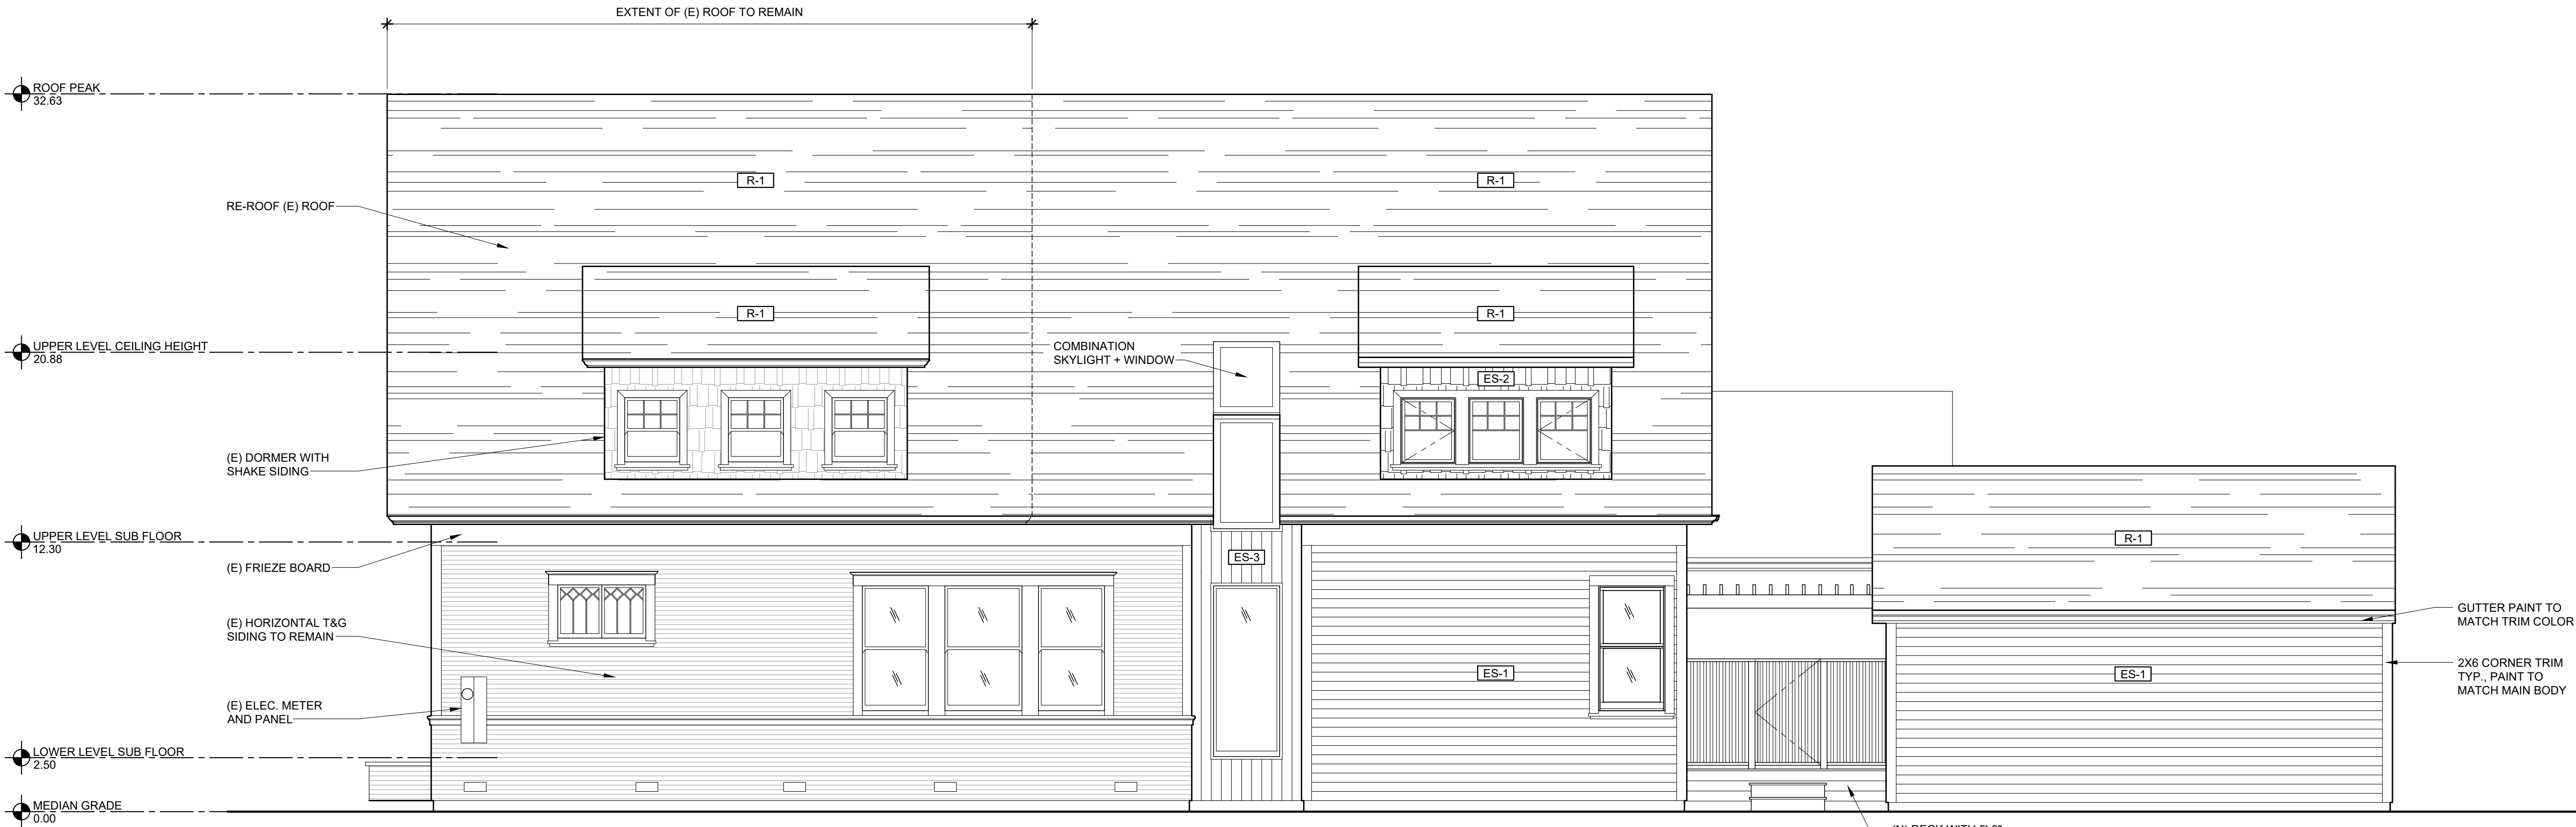 EXTENT OF (E) ROOF TO REMAIN
ROOF PEAK
32.63
R-1
R-1
RE-ROOF (E) ROOF
R-1
R-1
UPPER LEVEL CEILING HEIGHT
20.88
COMBINATION
SKYLIGHT + WINDOW
ES-2
(E) DORMER WITH
SHAKE SIDING
UPPER LEVEL SUB FLOOR
12.30
R-1
ES-3
(E) FRIEZE BOARD
(E) HORIZONTAL T&G
SIDING TO REMAIN
GUTTER PAINT TO
MATCH TRIM COLOR
ES-1
ES-1
2X6 CORNER TRIM
TYP., PAINT TO
MATCH MAIN BODY
(E) ELEC. METER
AND PANEL
LOWER LEVEL SUB FLOOR
2.50
MEDIAN GRADE
0.00
(N) DECK WITH